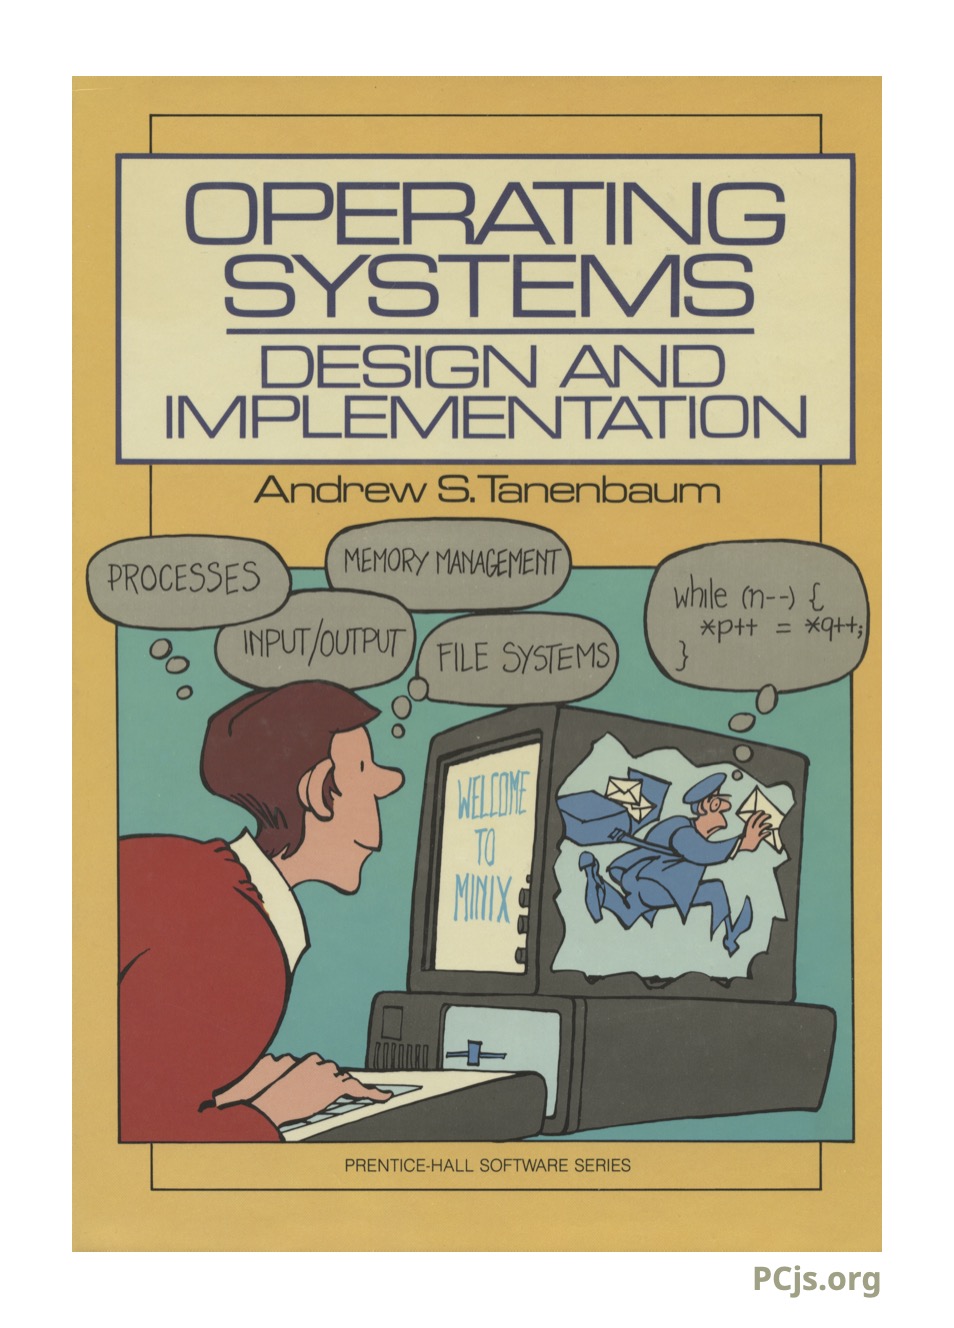 OPERATING
SYSTEMS
DESIGN AND
IMPLEMENTATION
Andrew S. Tanenbaum
PROCESSES
MEMORY MANAGEMENT
INPUT/OUTPUT
FILE SYSTEMS
while (n--) {
*p++ = *q++;
}
WELCOME
TO
MINIX
PRENTICE-HALL SOFTWARE SERIES
PCjs.org